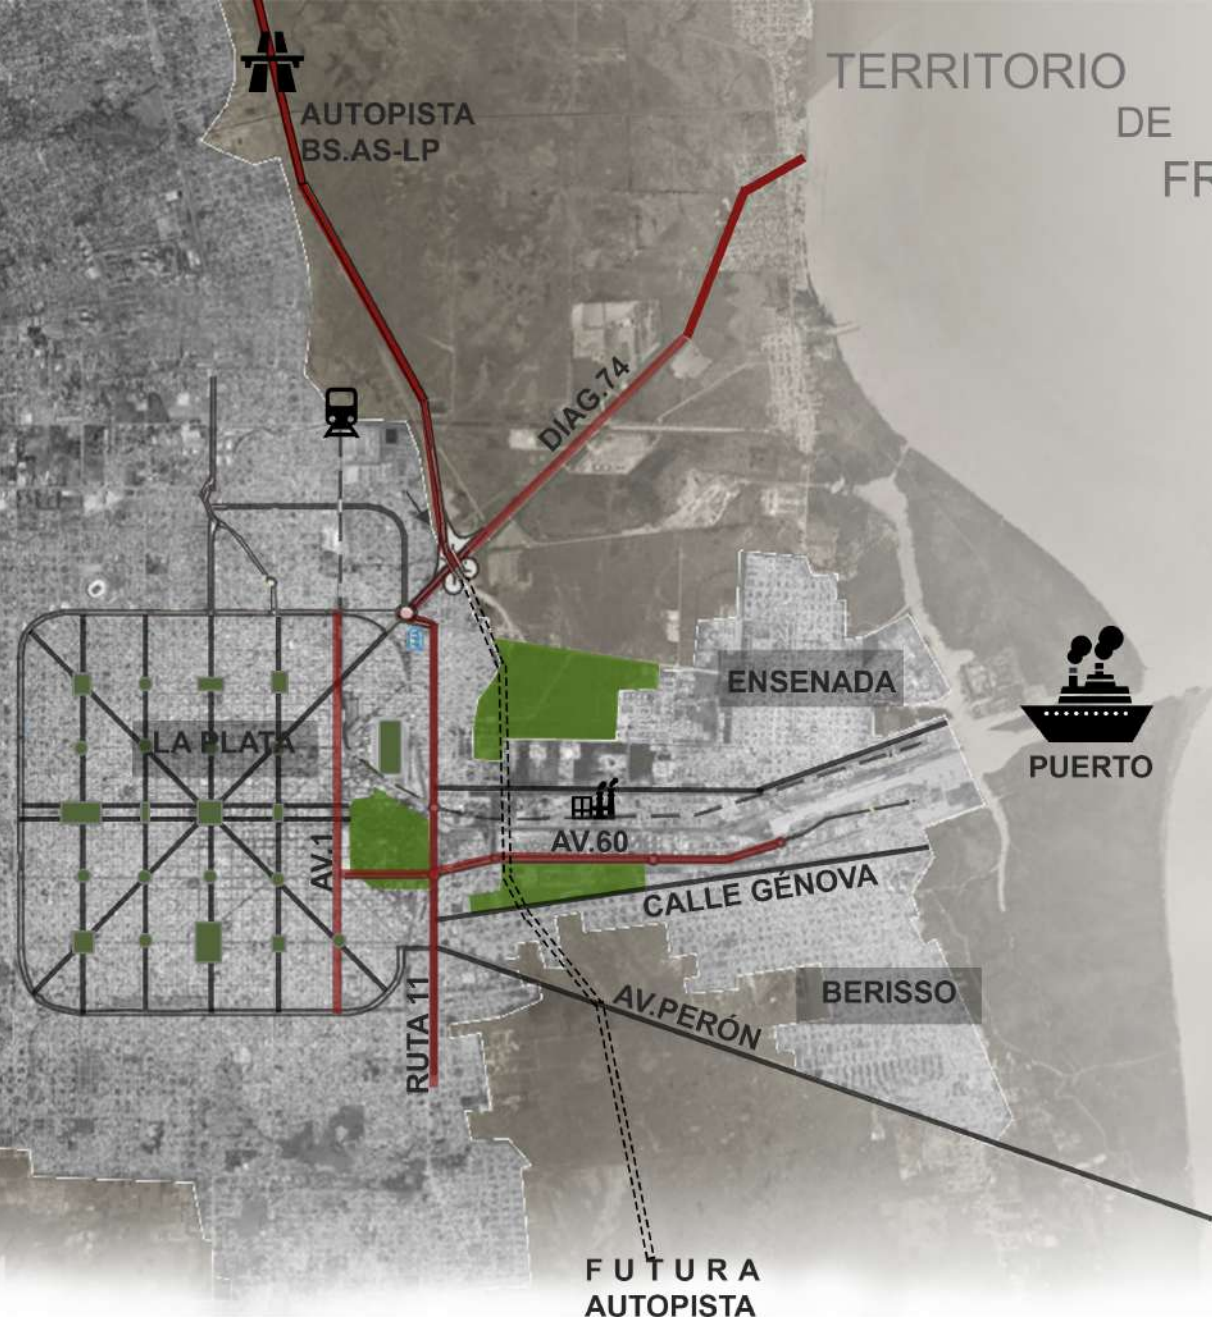 TERRITORIO
DE
FR
AUTOPISTA
BS.AS-LP
DIAG.74
ENSENADA
LA PLATA
PUERTO
AV.60
AV.1
CALLE GÉNOVA
RUTA 11
AV.PERÓN
BERISSO
FUTURA
AUTOPISTA